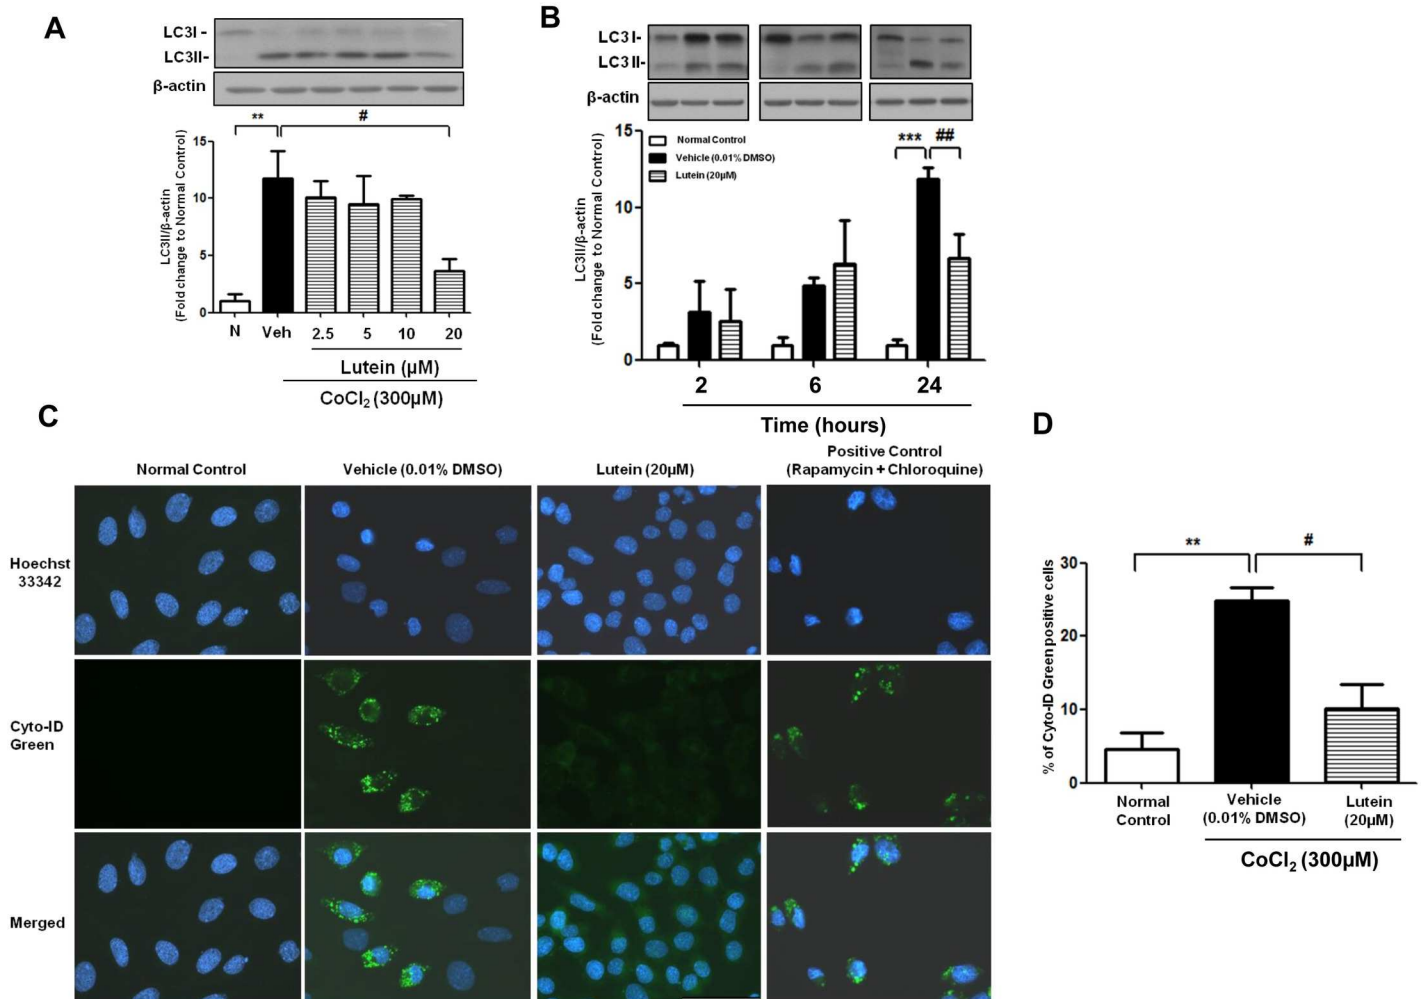 A
LC3I -
LC3II-
β-actin
** #
LC3II/β-actin
(Fold change to Normal Control)
15
10
5
0
N Veh 2.5 5 10 20
Lutein (μM)
CoCl₂ (300μM)
B
LC3 I-
LC3 II-
β-actin
LC3II/β-actin
(Fold change to Normal Control)
15
10
5
0
Normal Control
Vehicle (0.01% DMSO)
Lutein (20μM)
*** ##
2 6 24
Time (hours)
C
Normal Control Vehicle (0.01% DMSO) Lutein (20μM) Positive Control
(Rapamycin + Chloroquine)
Hoechst
33342
Cyto-ID
Green
Merged
D
** #
% of Cyto-ID Green positive cells
30
20
10
0
Normal
Control
Vehicle
(0.01% DMSO)
Lutein
(20μM)
CoCl₂ (300μM)